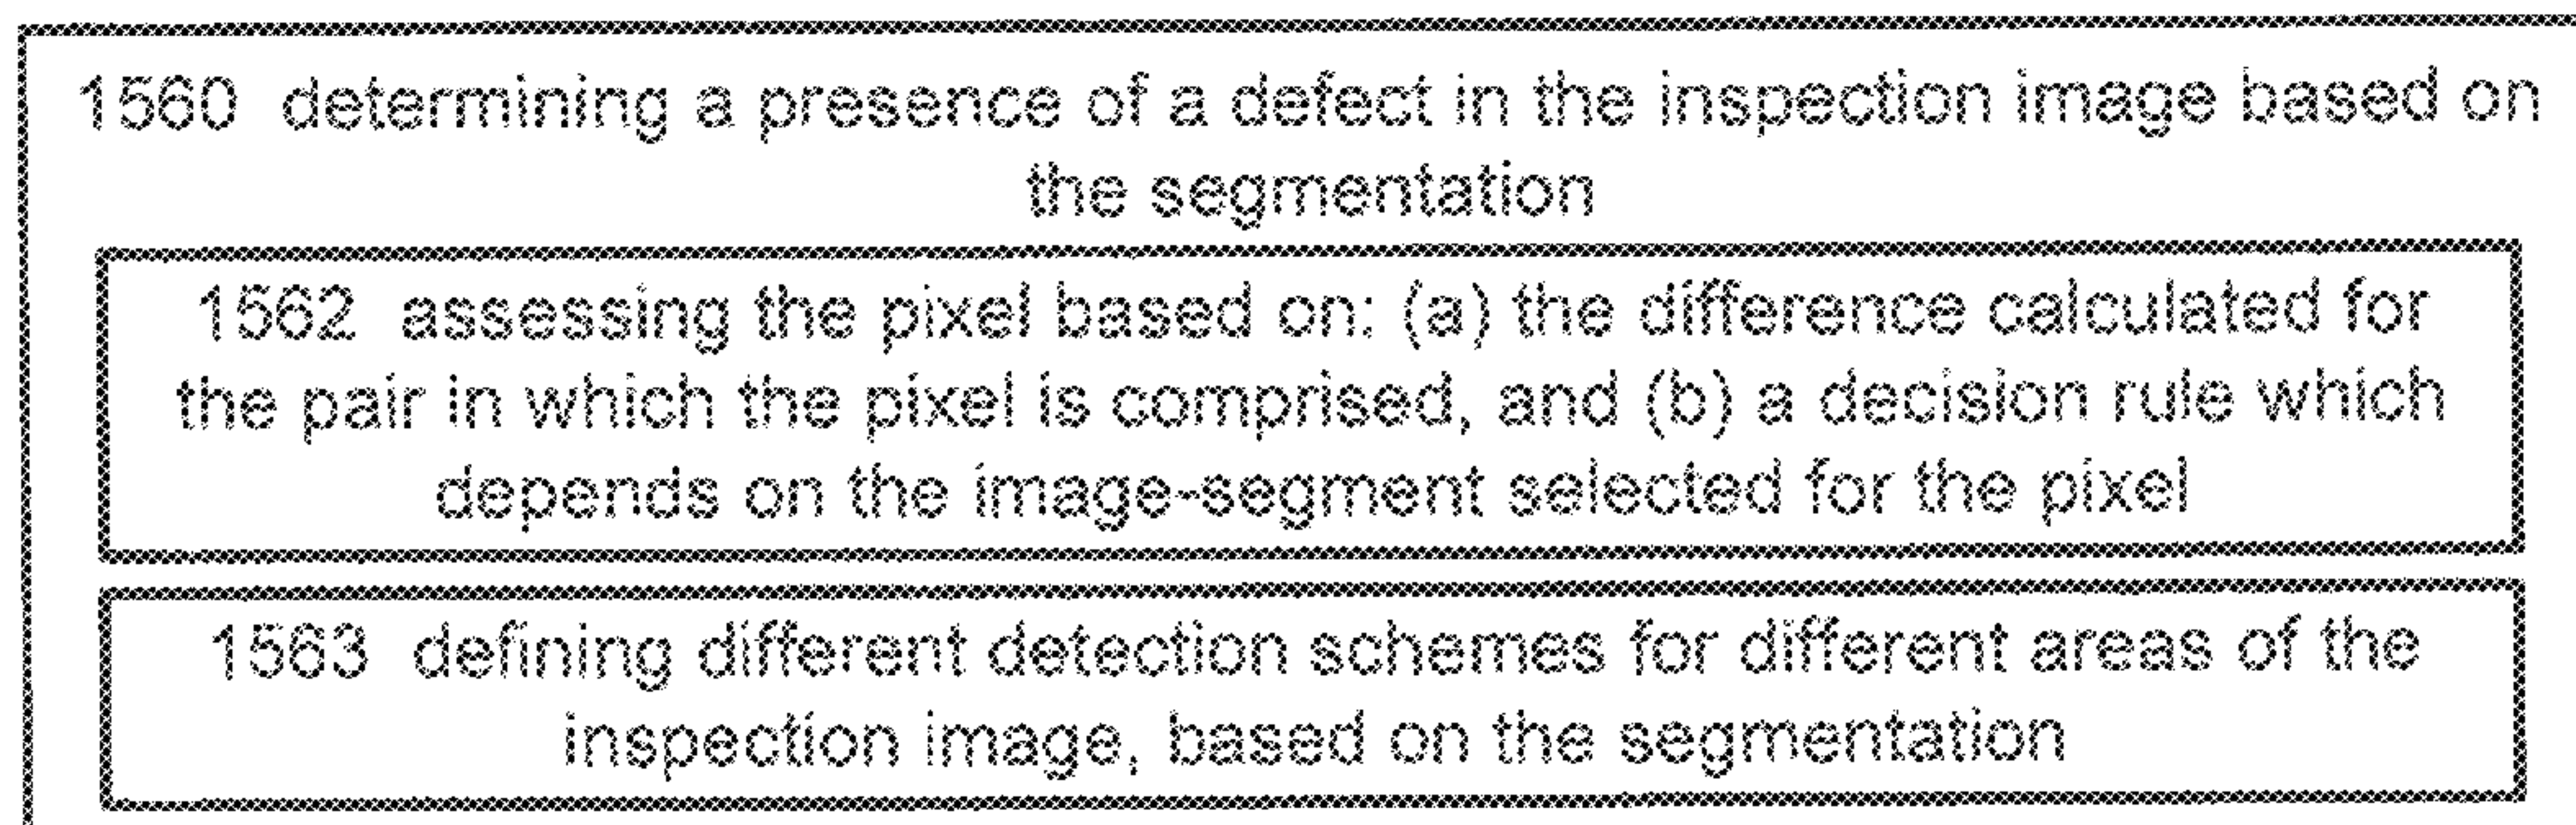 1560 determining a presence of a defect in the inspection image based on
the segmentation
1562 assessing the pixel based on: (a) the difference calculated for
the pair in which the pixel is comprised, and (b) a decision rule which
depends on the image-segment selected for the pixel
1563 defining different detection schemes for different areas of the
inspection image, based on the segmentation